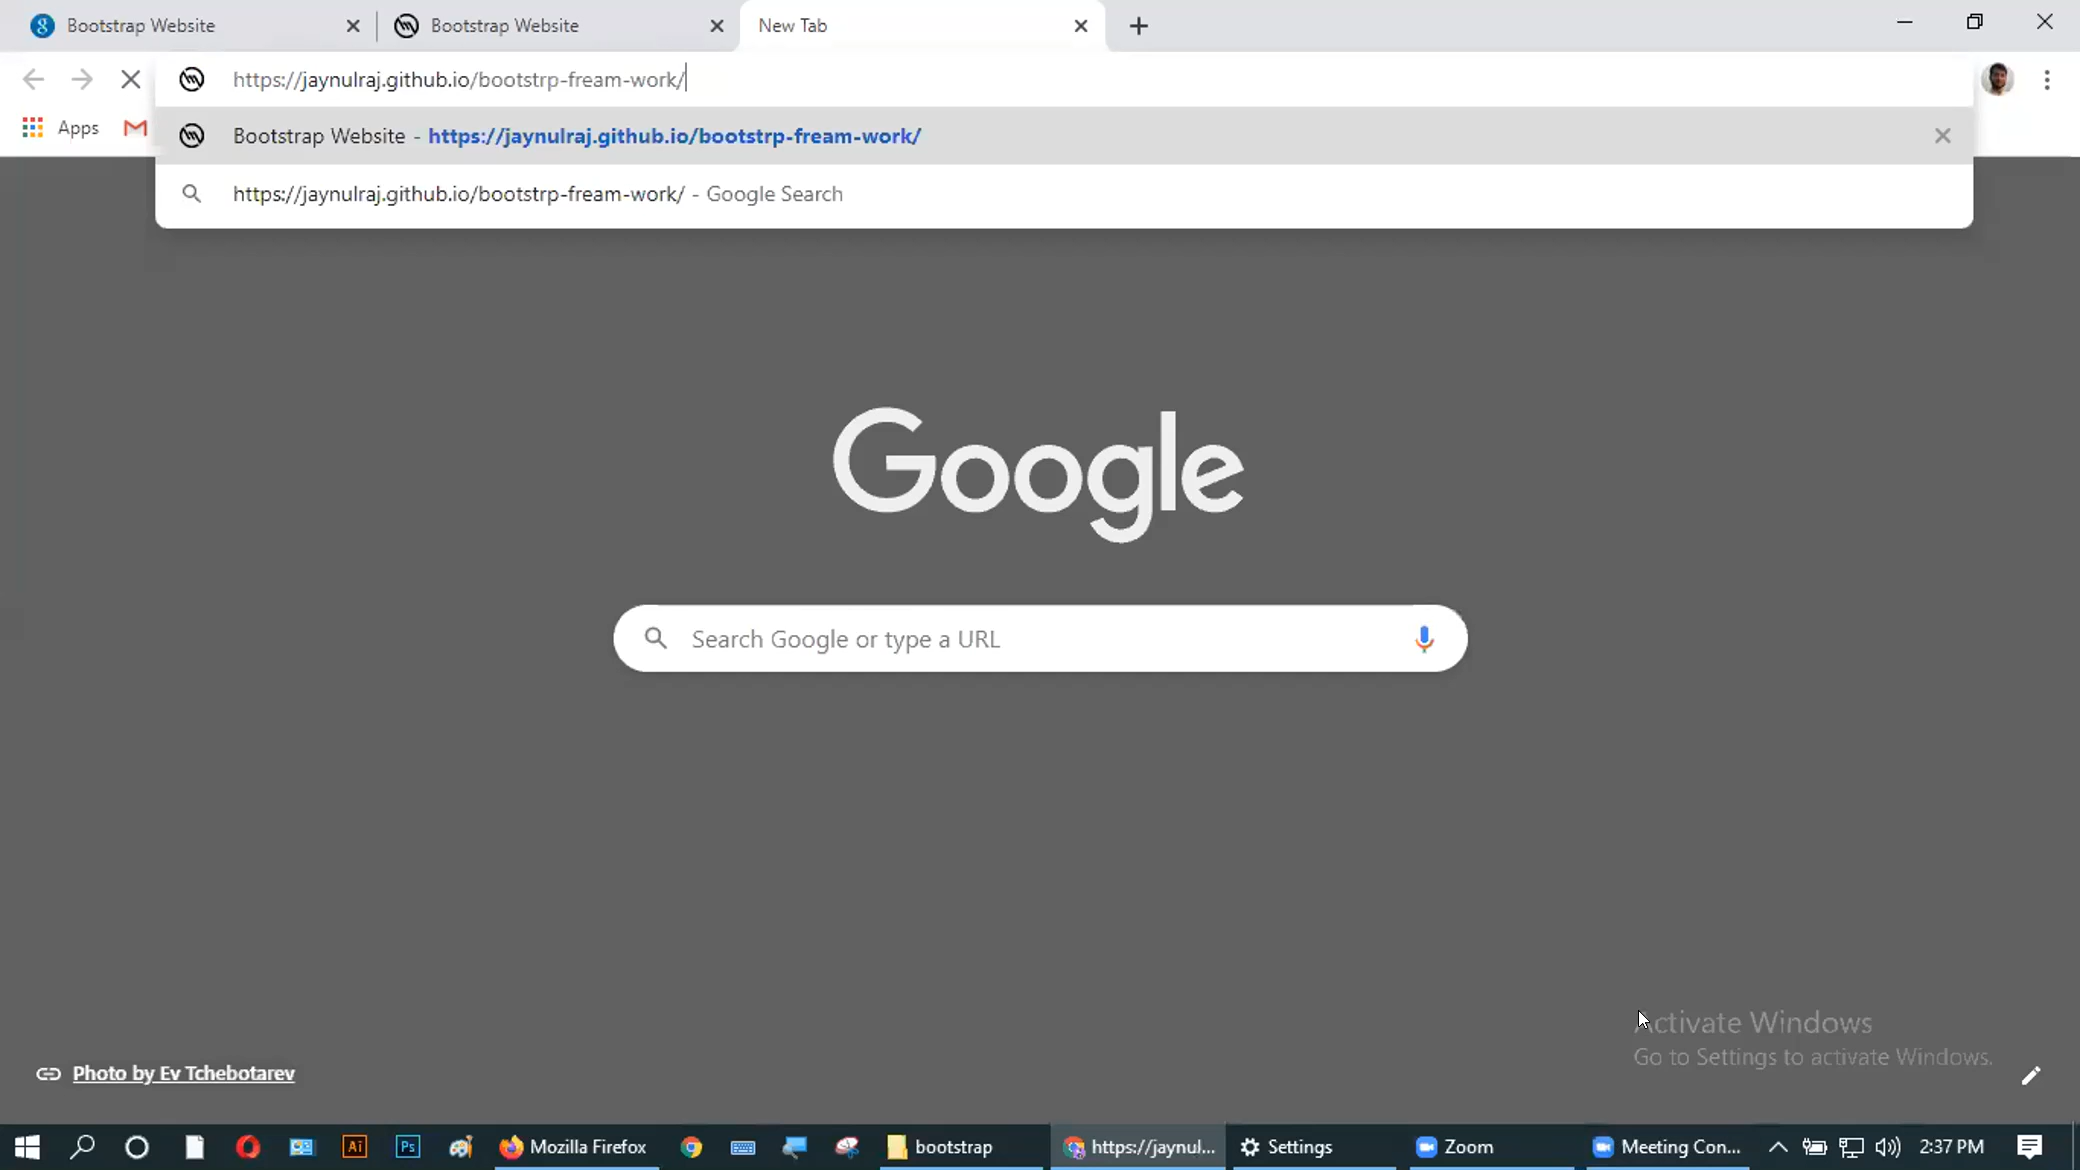 Bootstrap Website
Bootstrap Website
New Tab
https://jaynulraj.github.io/bootstrp-fream-work/
Apps
Bootstrap Website - https://jaynulraj.github.io/bootstrp-fream-work/
https://jaynulraj.github.io/bootstrp-fream-work/ - Google Search
Google
Search Google or type a URL
Activate Windows
Go to Settings to activate Windows.
Photo by Ev Tchebotarev
Ai
Ps
Mozilla Firefox
bootstrap
https://jaynul...
Settings
Zoom
Meeting Con...
2:37 PM